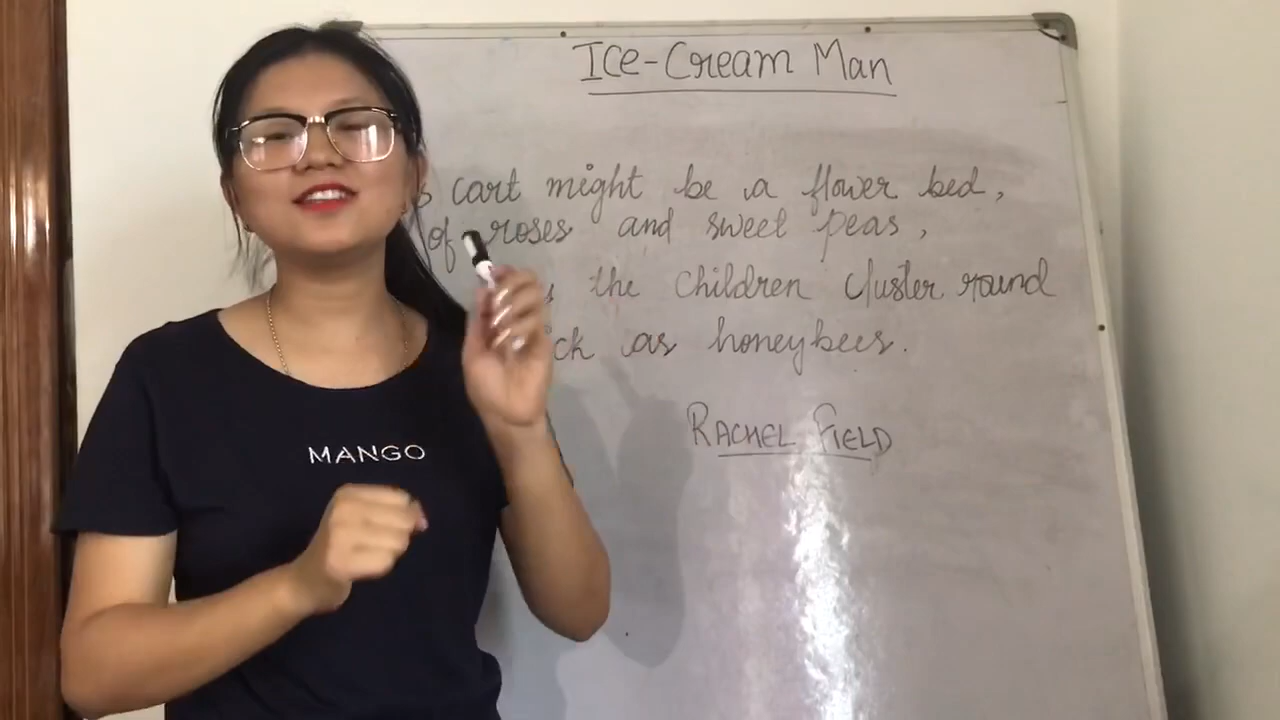 Ice-Cream Man
cart might be a flower bed,
of roses and sweet peas,
the children cluster round
as honeybees.
RACHEL FIELD
MANGO